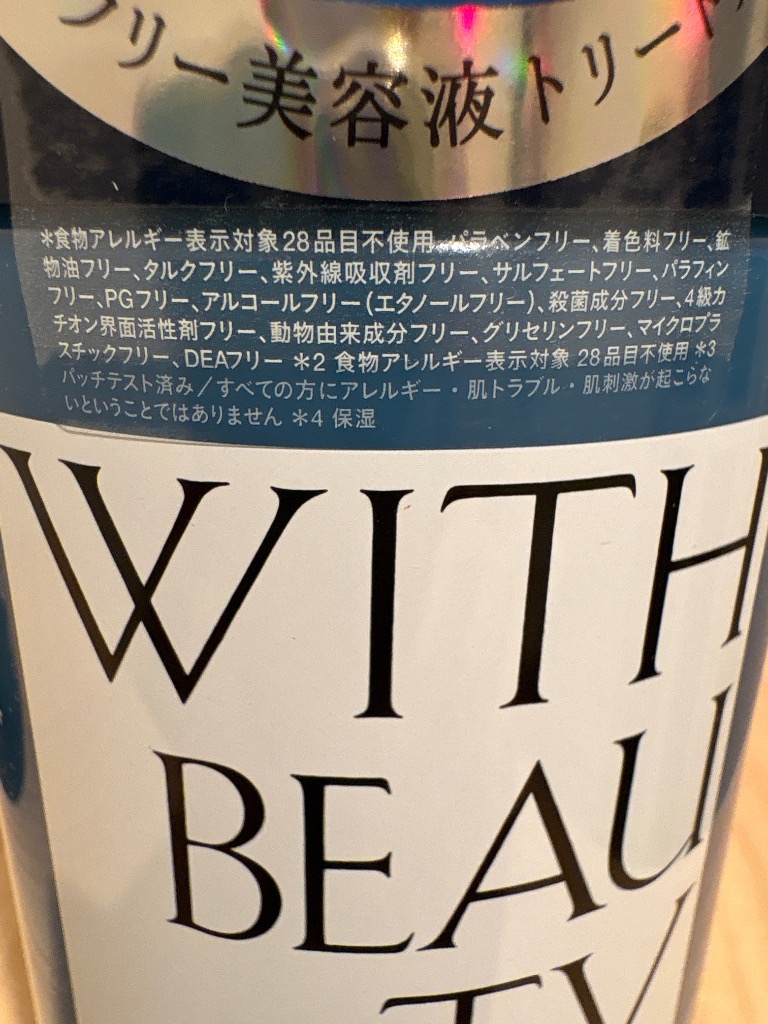 フリー美容液トリート
＊食物アレルギー表示対象28品目不使用、パラベンフリー、着色料フリー、鉱
物油フリー、タルクフリー、紫外線吸収剤フリー、サルフェートフリー、パラフィン
フリー、PGフリー、アルコールフリー(エタノールフリー)、殺菌成分フリー、4級カ
チオン界面活性剤フリー、動物由来成分フリー、グリセリンフリー、マイクロプラ
スチックフリー、DEAフリー ＊2 食物アレルギー表示対象 28品目不使用 ＊3
パッチテスト済み／すべての方にアレルギー・肌トラブル・肌刺激が起こらな
いということではありません ＊4 保湿
WITH
BEAU
TY